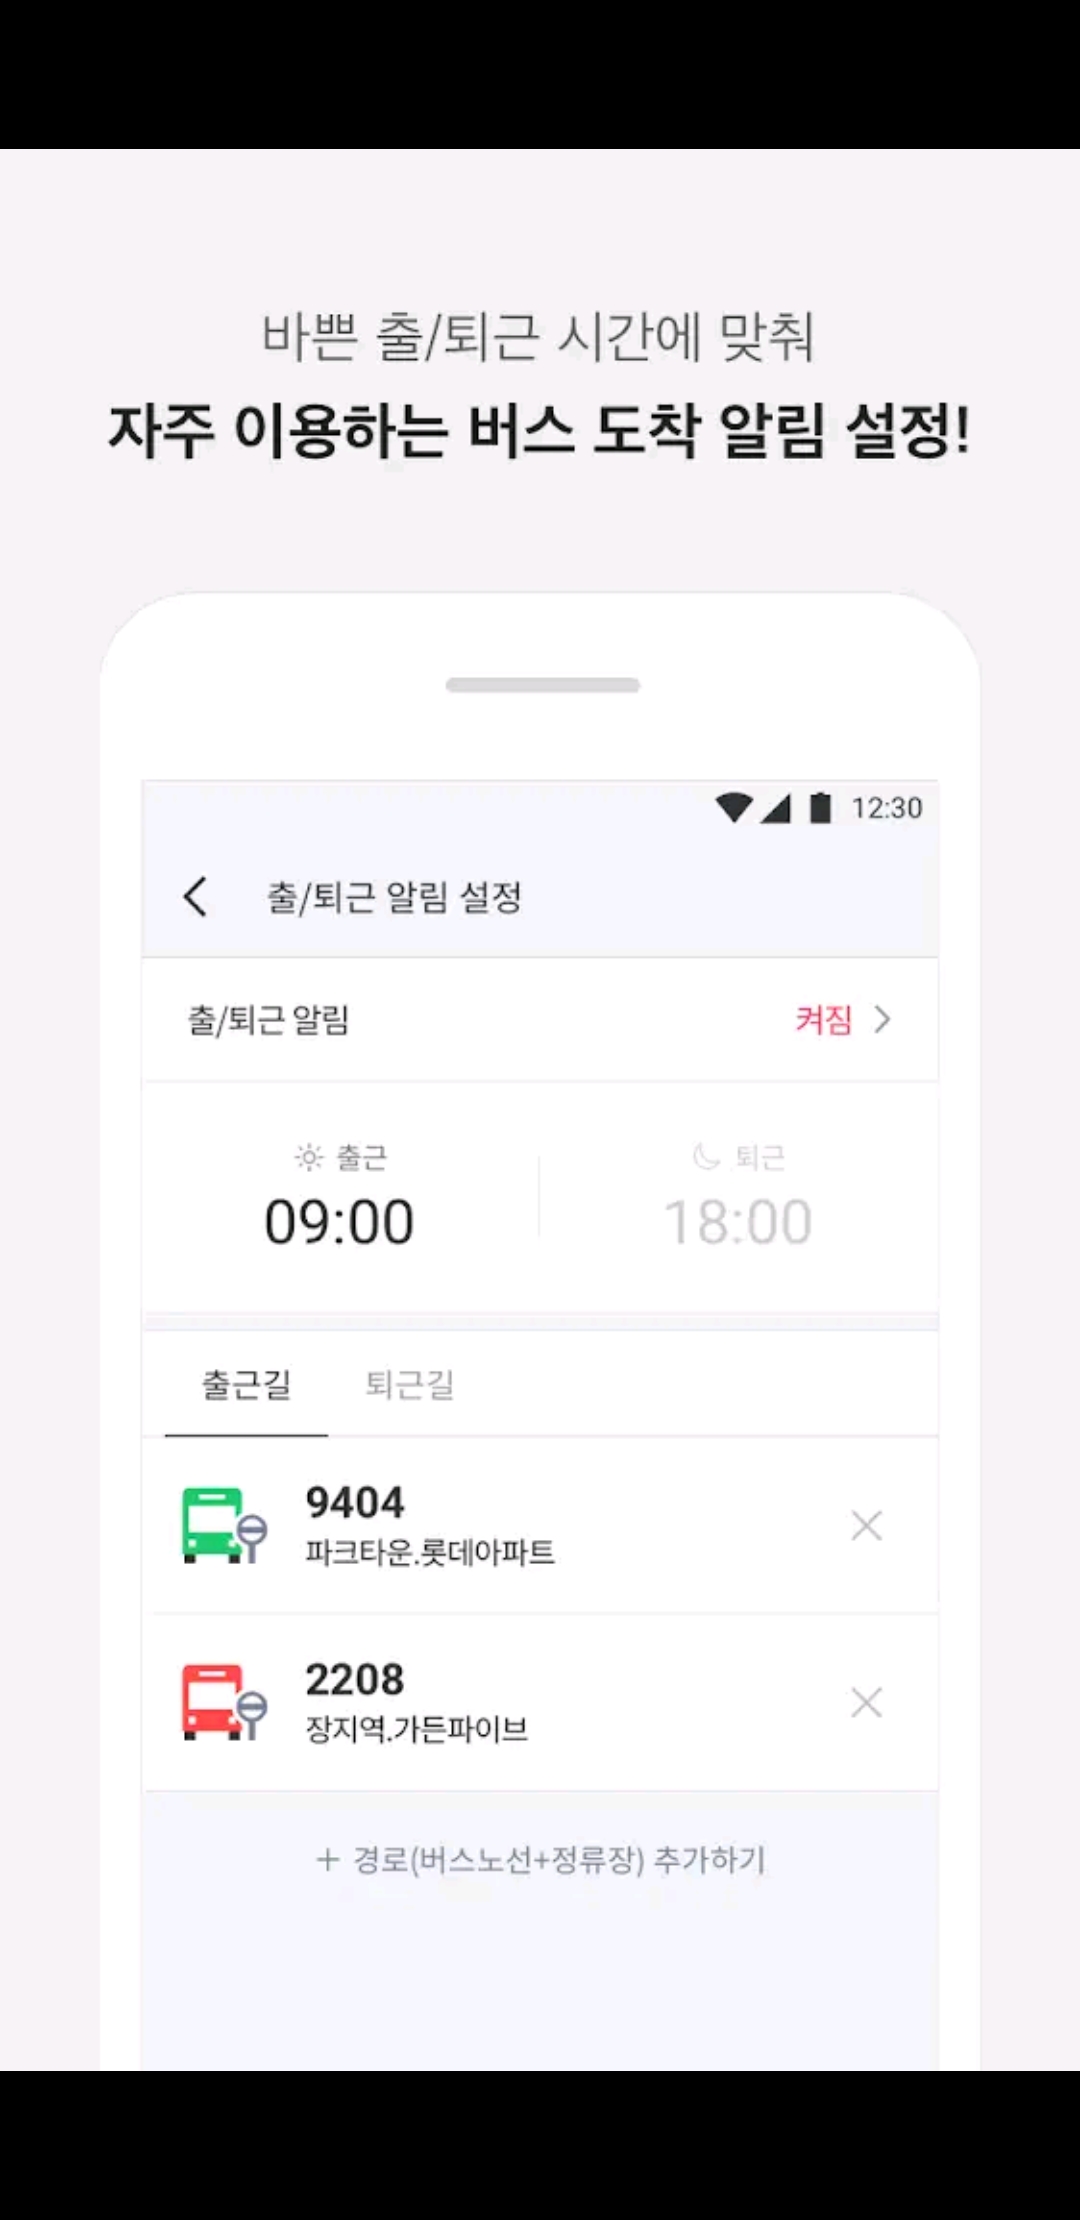 바쁜 출/퇴근 시간에 맞춰
자주 이용하는 버스 도착 알림 설정!
12:30
출/퇴근 알림 설정
출/퇴근 알림
켜짐
출근
퇴근
09:00
18:00
출근길
퇴근길
9404
파크타운.롯데아파트
2208
장지역.가든파이브
+ 경로(버스노선+정류장) 추가하기